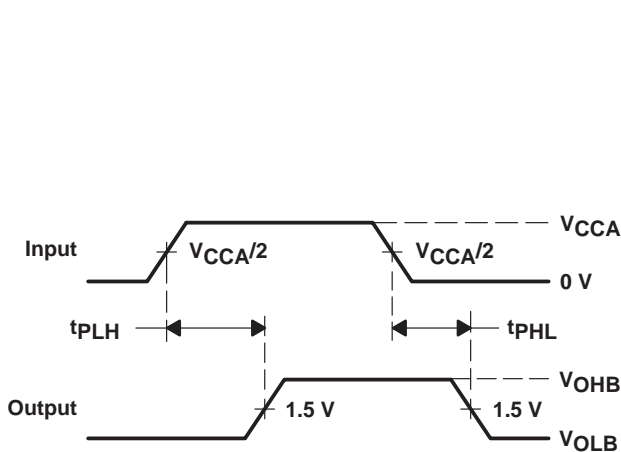 VCCA
Input VCCA/2 VCCA/2
0 V
tPLH tPHL
VOHB
Output 1.5 V 1.5 V
VOLB